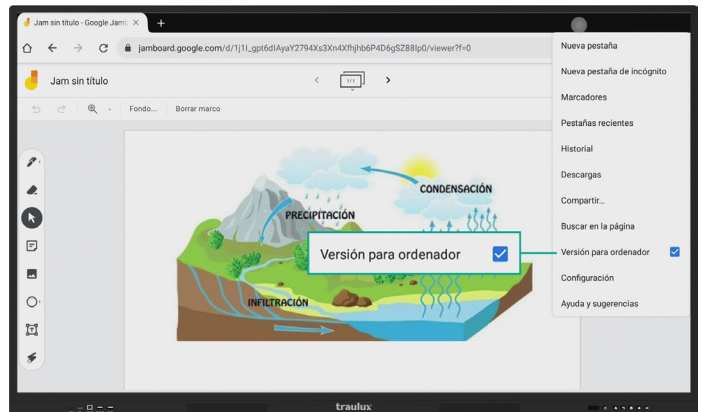 Jam sin título - Google Jamb
jamboard.google.com/d/1j1I_gpt6dIAyaY2794Xs3Xn4Xfhjhb6P4D6gSZ88Ip0/viewer?f=0
Jam sin título
1/1
Fondo...
Borrar marco
CONDENSACIÓN
PRECIPITACIÓN
INFILTRACIÓN
Versión para ordenador
Nueva pestaña
Nueva pestaña de incógnito
Marcadores
Pestañas recientes
Historial
Descargas
Compartir...
Buscar en la página
Versión para ordenador
Configuración
Ayuda y sugerencias
traulux